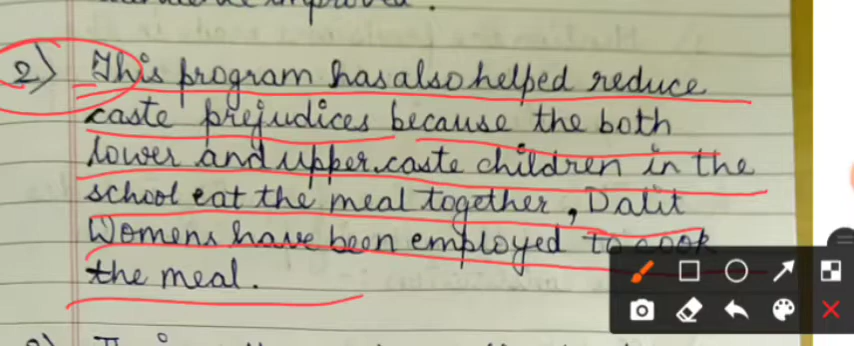 2) This program has also helped reduce
caste prejudices because the both
lower and upper caste children in the
school eat the meal together, Dalit
Womens have been employed to cook
the meal.